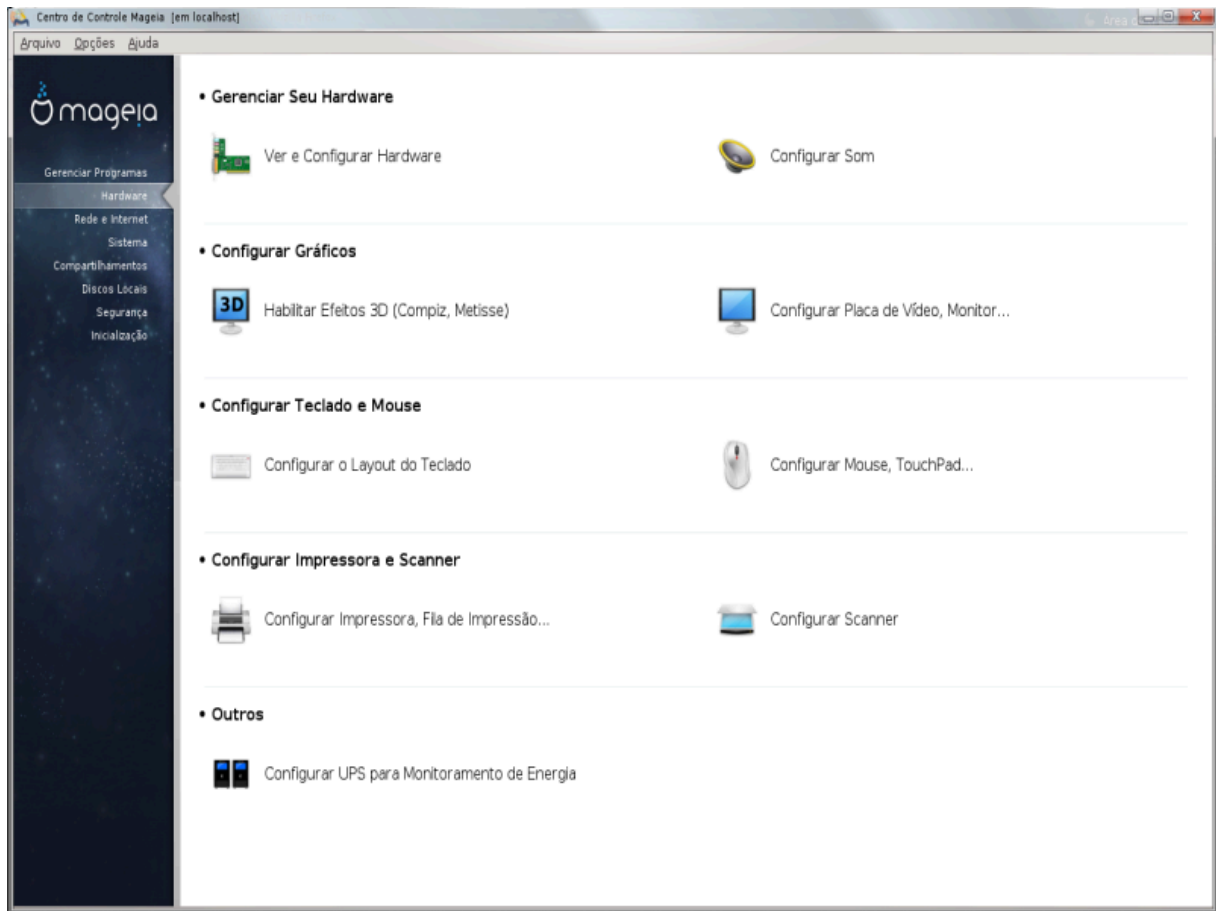 Centro de Controle Mageia [em localhost]
Área d
Arquivo Opções Ajuda
mageia
Gerenciar Programas
Hardware
Rede e Internet
Sistema
Compartilhamentos
Discos Locais
Segurança
Inicialização
• Gerenciar Seu Hardware
Ver e Configurar Hardware
Configurar Som
• Configurar Gráficos
3D
Habilitar Efeitos 3D (Compiz, Metisse)
Configurar Placa de Vídeo, Monitor...
• Configurar Teclado e Mouse
Configurar o Layout do Teclado
Configurar Mouse, TouchPad...
• Configurar Impressora e Scanner
Configurar Impressora, Fila de Impressão...
Configurar Scanner
• Outros
Configurar UPS para Monitoramento de Energia